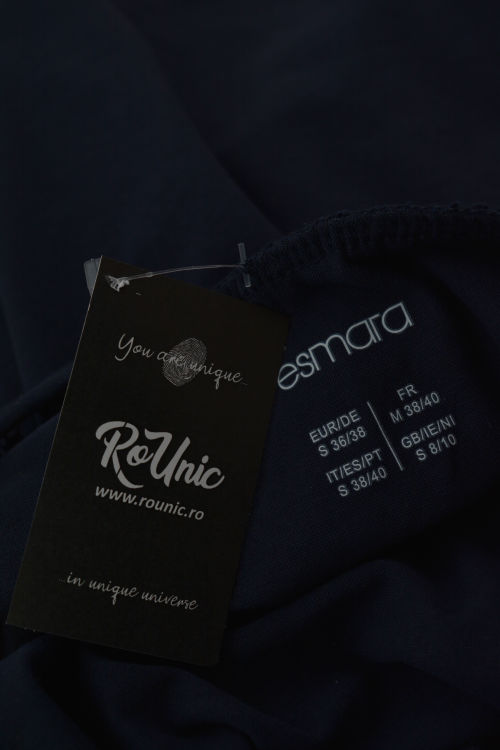 You are unique...
RoUnic
www.rounic.ro
...in unique universe
esmara
EUR/DE
S 36/38
FR
M 38/40
IT/ES/PT
S 38/40
GB/IE/NI
S 8/10